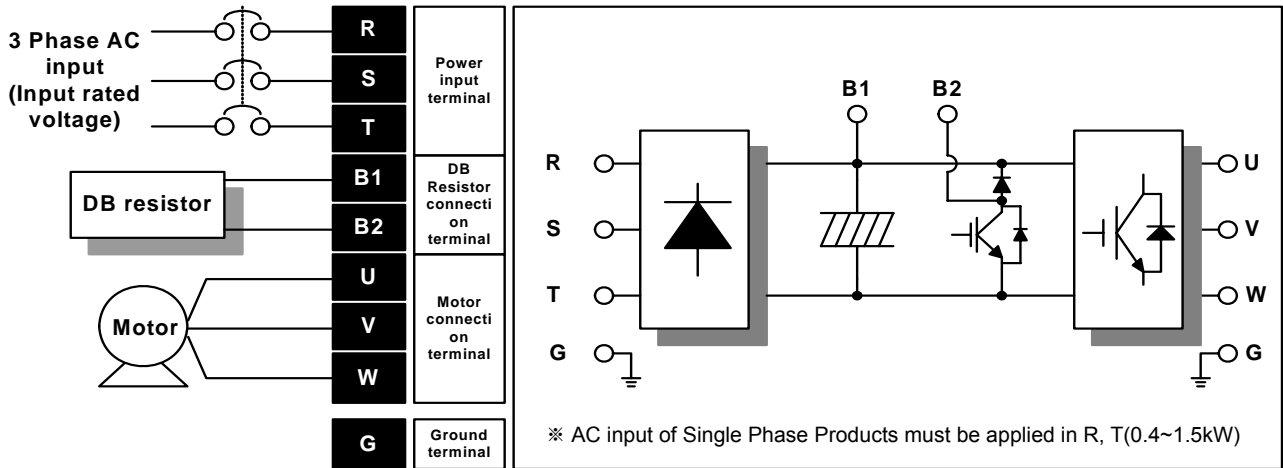 3 Phase AC
input
(Input rated
voltage)
R
S
T
Power
input
terminal
DB resistor
B1
B2
DB
Resistor
connecti
on
terminal
Motor
U
V
W
Motor
connecti
on
terminal
G
Ground
terminal
B1 B2
R
S
T
G
U
V
W
G
※ AC input of Single Phase Products must be applied in R, T(0.4~1.5kW)